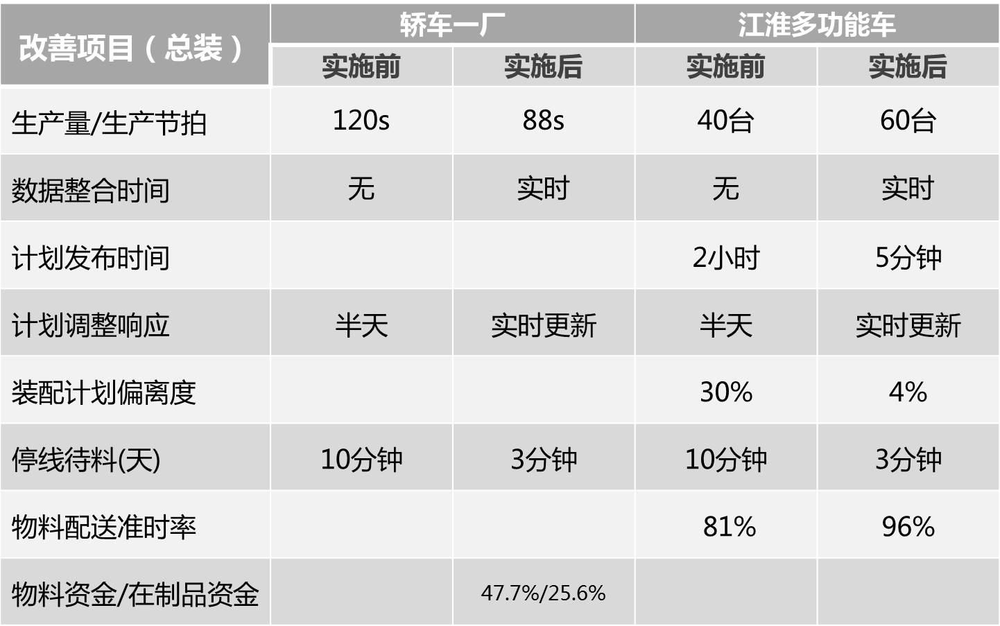 改善项目（总装） 轿车一厂 江淮多功能车
实施前 实施后 实施前 实施后
生产量/生产节拍 120s 88s 40台 60台
数据整合时间 无 实时 无 实时
计划发布时间 2小时 5分钟
计划调整响应 半天 实时更新 半天 实时更新
装配计划偏离度 30% 4%
停线待料(天) 10分钟 3分钟 10分钟 3分钟
物料配送准时率 81% 96%
物料资金/在制品资金 47.7%/25.6%